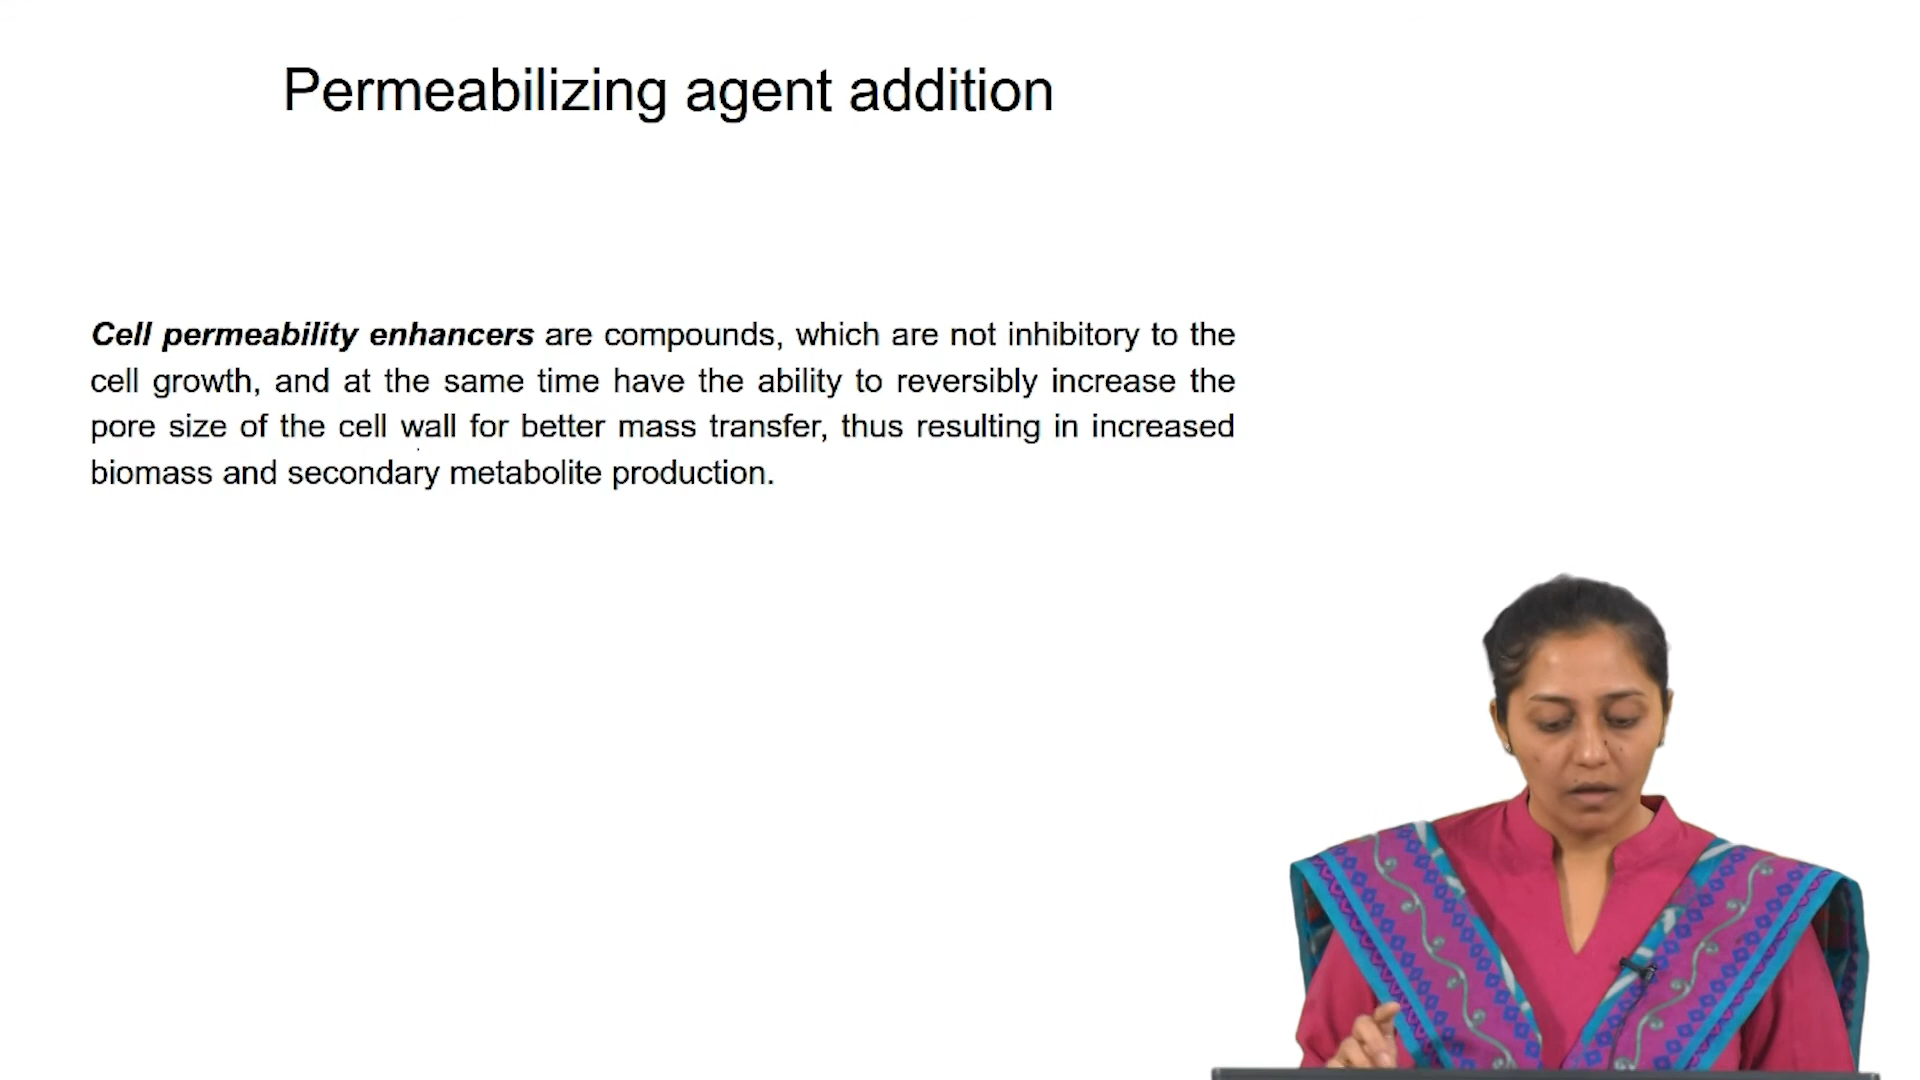 Permeabilizing agent addition
Cell permeability enhancers are compounds, which are not inhibitory to the
cell growth, and at the same time have the ability to reversibly increase the
pore size of the cell wall for better mass transfer, thus resulting in increased
biomass and secondary metabolite production.